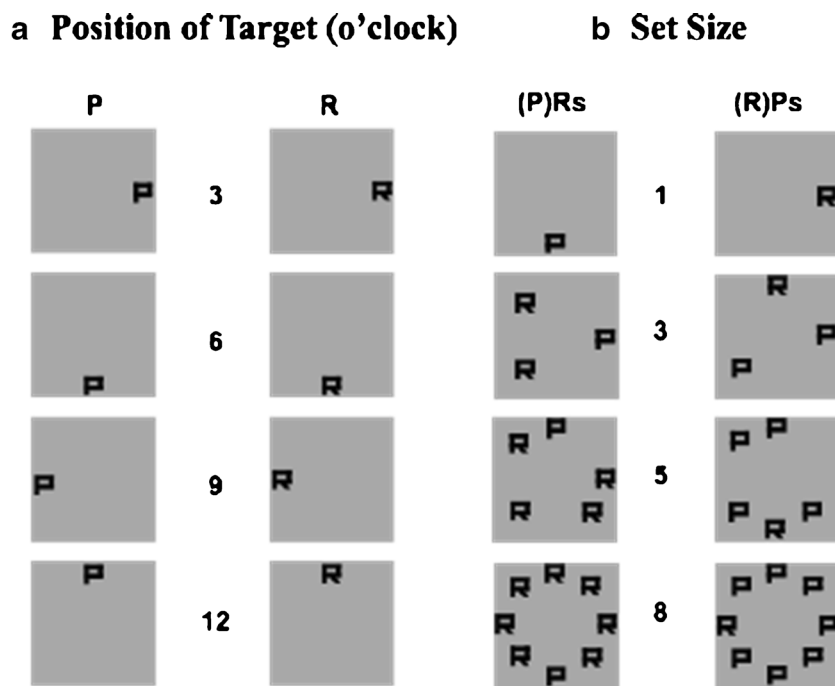 a Position of Target (o'clock) b Set Size
P R (P)Rs (R)Ps
P 3 R P 1 R
P 6 R R P R 3 R P P
P 9 R R P R R R 5 P P P R P
P 12 R R R R R R R R P 8 P P P R P P P P